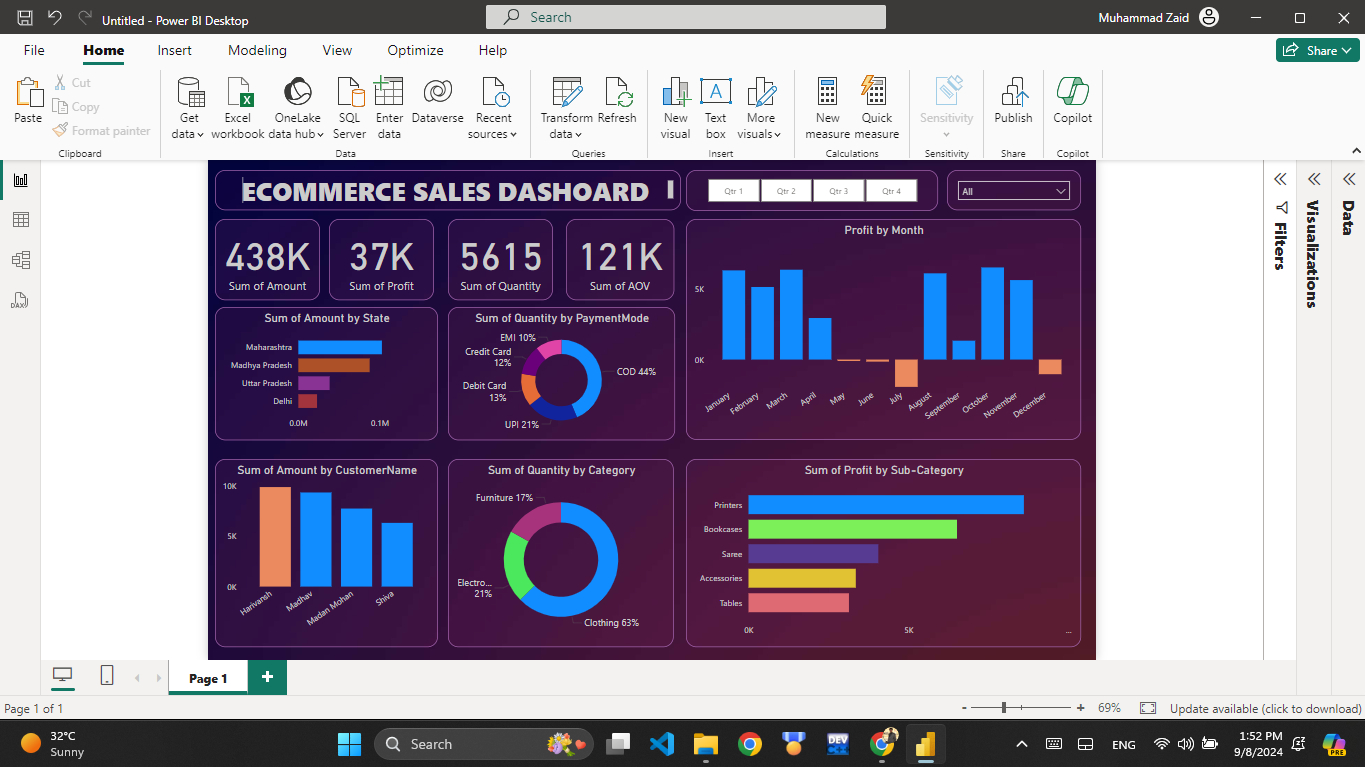 Untitled - Power BI Desktop
Search
Muhammad Zaid
File Home Insert Modeling View Optimize Help
Share
Paste
Cut
Copy
Format painter
Clipboard
Get data
Excel workbook
OneLake data hub
SQL Server
Enter data
Dataverse
Recent sources
Data
Transform data
Refresh
Queries
New visual
Text box
More visuals
Insert
New measure
Quick measure
Calculations
Sensitivity
Sensitivity
Publish
Share
Copilot
Copilot
DAX
ECOMMERCE SALES DASHOARD
Qtr 1 Qtr 2 Qtr 3 Qtr 4
All
438K
Sum of Amount
37K
Sum of Profit
5615
Sum of Quantity
121K
Sum of AOV
Profit by Month
5K
0K
January February March April May June July August September October November December
Sum of Amount by State
Maharashtra
Madhya Pradesh
Uttar Pradesh
Delhi
0.0M 0.1M
Sum of Quantity by PaymentMode
EMI 10%
Credit Card
12%
COD 44%
Debit Card
13%
UPI 21%
Sum of Amount by CustomerName
10K
5K
0K
Harivansh Madhav Madan Mohan Shiva
Sum of Quantity by Category
Furniture 17%
Electro...
21%
Clothing 63%
Sum of Profit by Sub-Category
Printers
Bookcases
Saree
Accessories
Tables
0K 5K ...
Filters
Visualizations
Data
Page 1
Page 1 of 1
- + 69%
Update available (click to download)
32°C
Sunny
Search
DEV
ENG
1:52 PM
9/8/2024
PRE